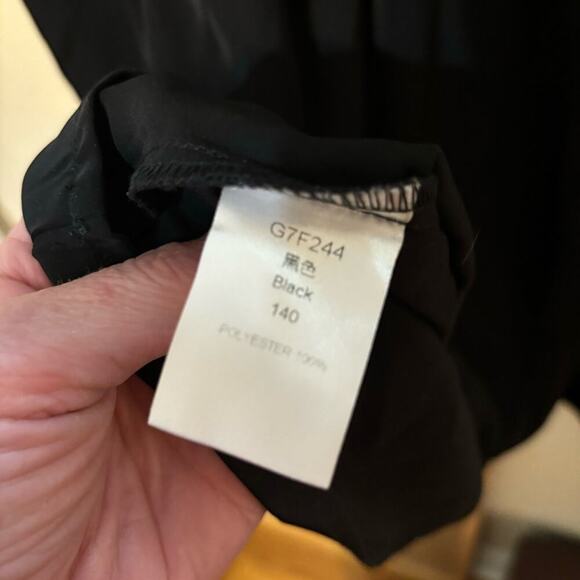 G7F244
黑色
Black
140
POLYESTER 100%